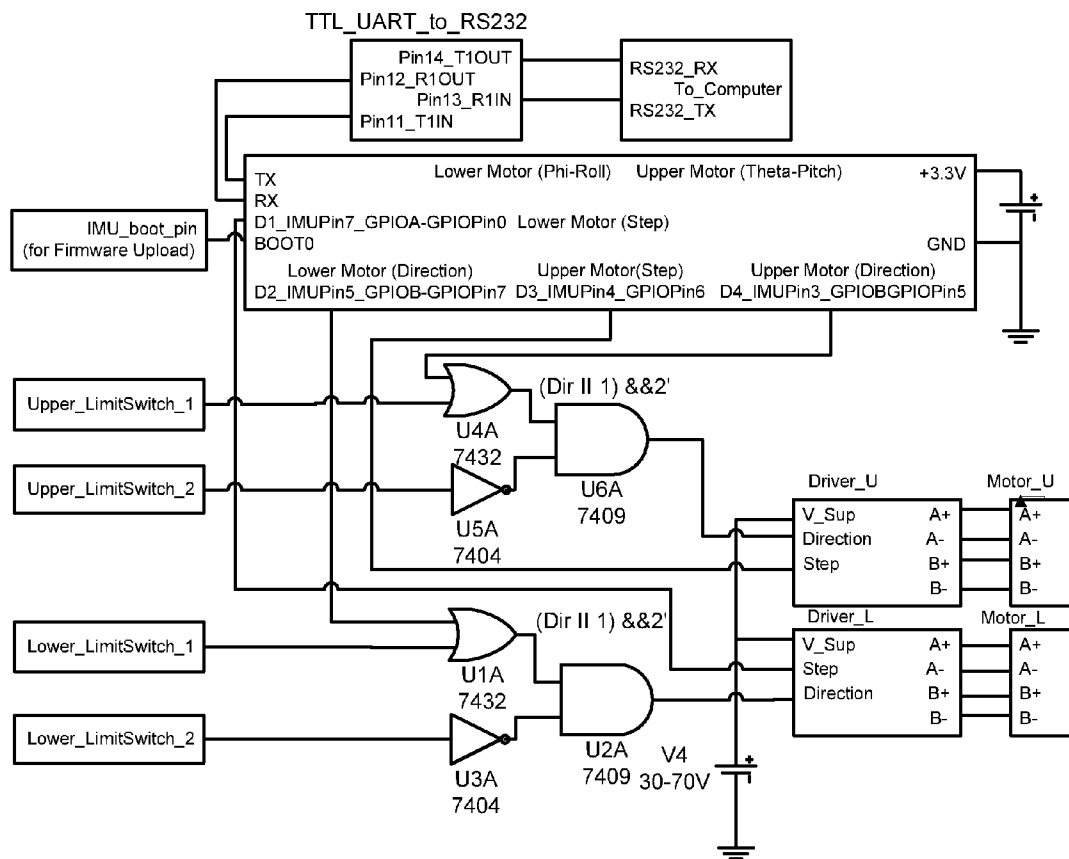 TTL_UART_to_RS232
Pin14_T1OUT
Pin12_R1OUT
Pin13_R1IN
Pin11_T1IN
RS232_RX
To_Computer
RS232_TX
Lower Motor (Phi-Roll) Upper Motor (Theta-Pitch)
+3.3V
TX
RX
D1_IMUPin7_GPIOA-GPIOPin0 Lower Motor (Step)
BOOT0
GND
IMU_boot_pin
(for Firmware Upload)
Lower Motor (Direction) Upper Motor(Step) Upper Motor (Direction)
D2_IMUPin5_GPIOB-GPIOPin7 D3_IMUPin4_GPIOPin6 D4_IMUPin3_GPIOBGPIOPin5
Upper_LimitSwitch_1
(Dir II 1) &&2'
U4A
7432
Upper_LimitSwitch_2
U6A
7409
U5A
7404
Driver_U
V_Sup
Direction
Step
A+
A-
B+
B-
Motor_U
A+
A-
B+
B-
Lower_LimitSwitch_1
(Dir II 1) &&2'
U1A
7432
Lower_LimitSwitch_2
U2A
7409
U3A
7404
V4
30-70V
Driver_L
V_Sup
Step
Direction
A+
A-
B+
B-
Motor_L
A+
A-
B+
B-